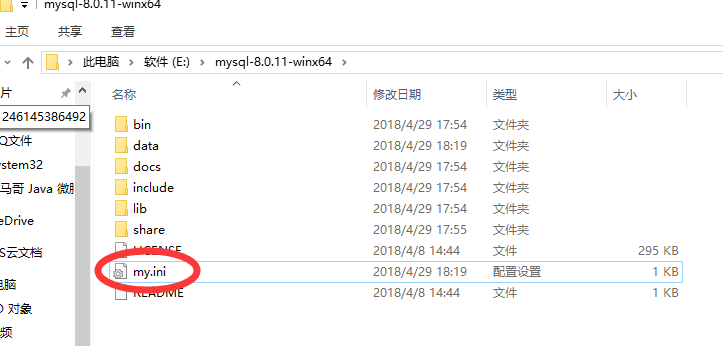 mysql-8.0.11-winx64
主页 共享 查看
此电脑 软件 (E:) mysql-8.0.11-winx64
片
246145386492
Q文件
ystem32
马哥 Java 微服
eDrive
S云文档
电脑
D 对象
频
名称 修改日期 类型 大小
bin 2018/4/29 17:54 文件夹
data 2018/4/29 18:19 文件夹
docs 2018/4/29 17:54 文件夹
include 2018/4/29 17:54 文件夹
lib 2018/4/29 17:54 文件夹
share 2018/4/29 17:55 文件夹
LICENSE 2018/4/8 14:44 文件 295 KB
my.ini 2018/4/29 18:19 配置设置 1 KB
README 2018/4/8 14:44 文件 1 KB